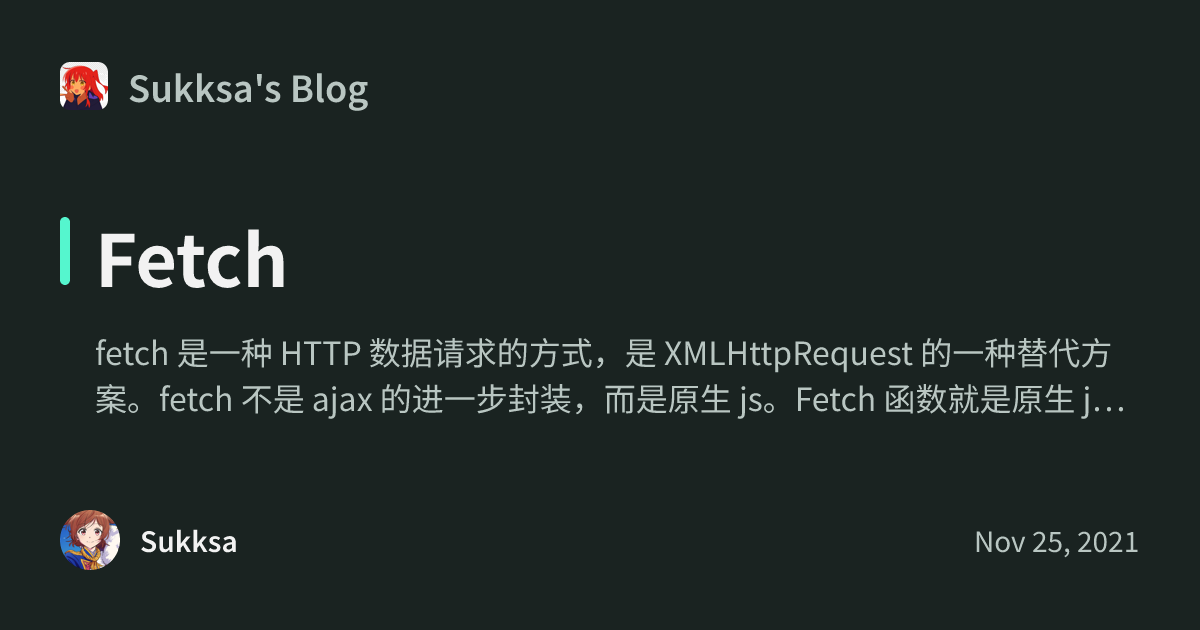 Sukksa's Blog
Fetch
fetch 是一种 HTTP 数据请求的方式，是 XMLHttpRequest 的一种替代方
案。fetch 不是 ajax 的进一步封装，而是原生 js。Fetch 函数就是原生 j…
Sukksa
Nov 25, 2021